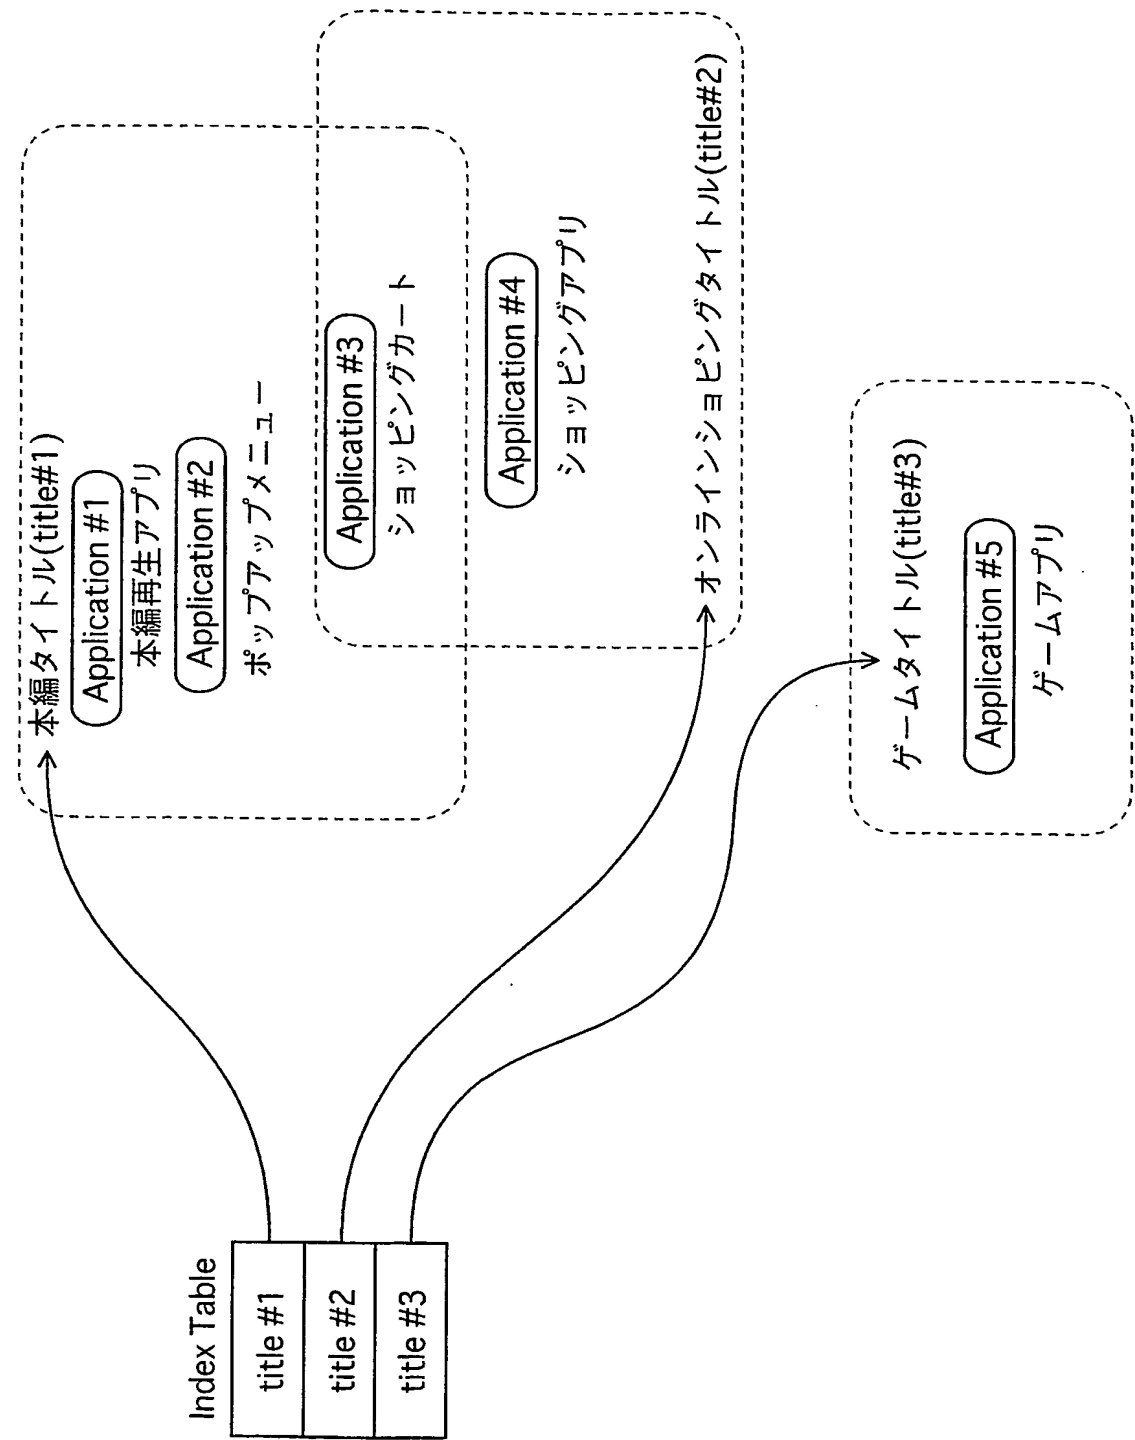 Index Table
title #1
title #2
title #3
本編タイトル(title#1)
Application #1
本編再生アプリ
Application #2
ポップアップメニュー
Application #3
ショッピングカート
Application #4
ショッピングアプリ
オンラインショピングタイトル(title#2)
ゲームタイトル(title#3)
Application #5
ゲームアプリ